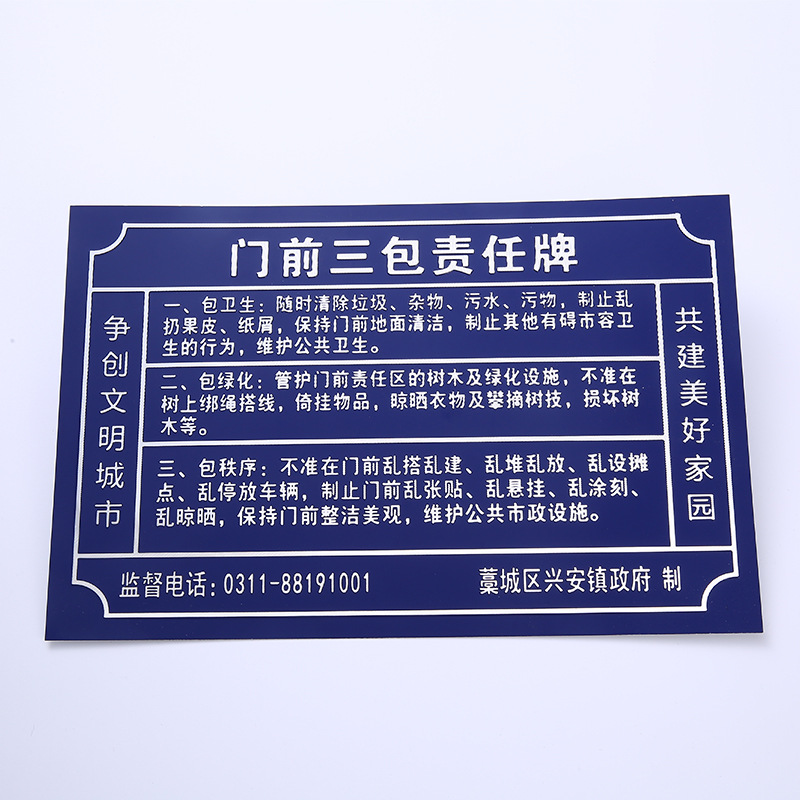 门前三包责任牌
争创文明城市
一、包卫生：随时清除垃圾、杂物、污水、污物，制止乱
扔果皮、纸屑，保持门前地面清洁，制止其他有碍市容卫
生的行为，维护公共卫生。
二、包绿化：管护门前责任区的树木及绿化设施，不准在
树上绑绳搭线，倚挂物品，晾晒衣物及攀摘树技，损坏树
木等。
三、包秩序：不准在门前乱搭乱建、乱堆乱放、乱设摊
点、乱停放车辆，制止门前乱张贴、乱悬挂、乱涂刻、
乱晾晒，保持门前整洁美观，维护公共市政设施。
共建美好家园
监督电话：0311-88191001
藁城区兴安镇政府 制